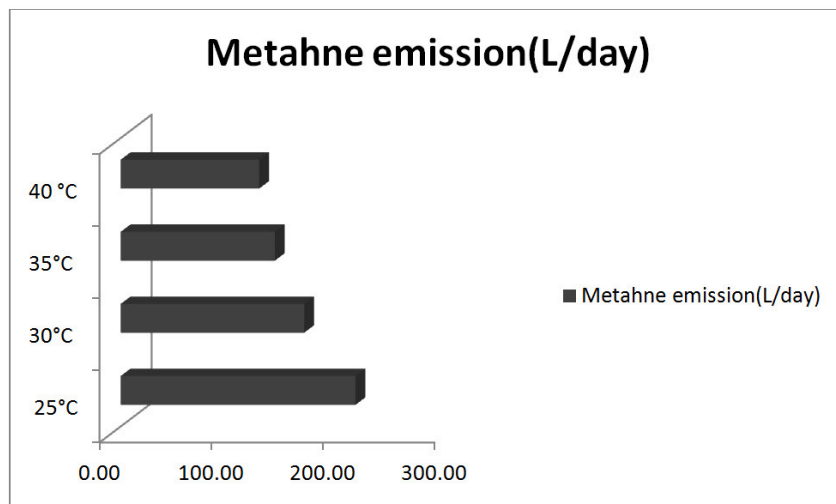 Metahne emission(L/day)
40 °C
35°C
30°C
25°C
Metahne emission(L/day)
0.00 100.00 200.00 300.00